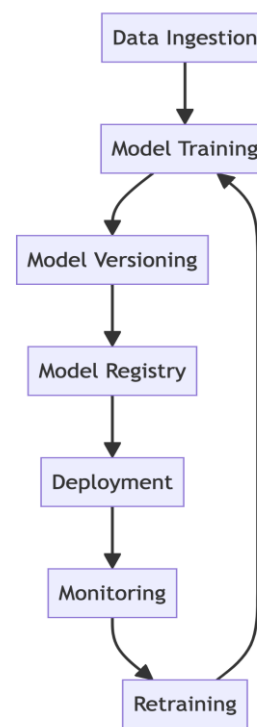 Data Ingestion
Model Training
Model Versioning
Model Registry
Deployment
Monitoring
Retraining